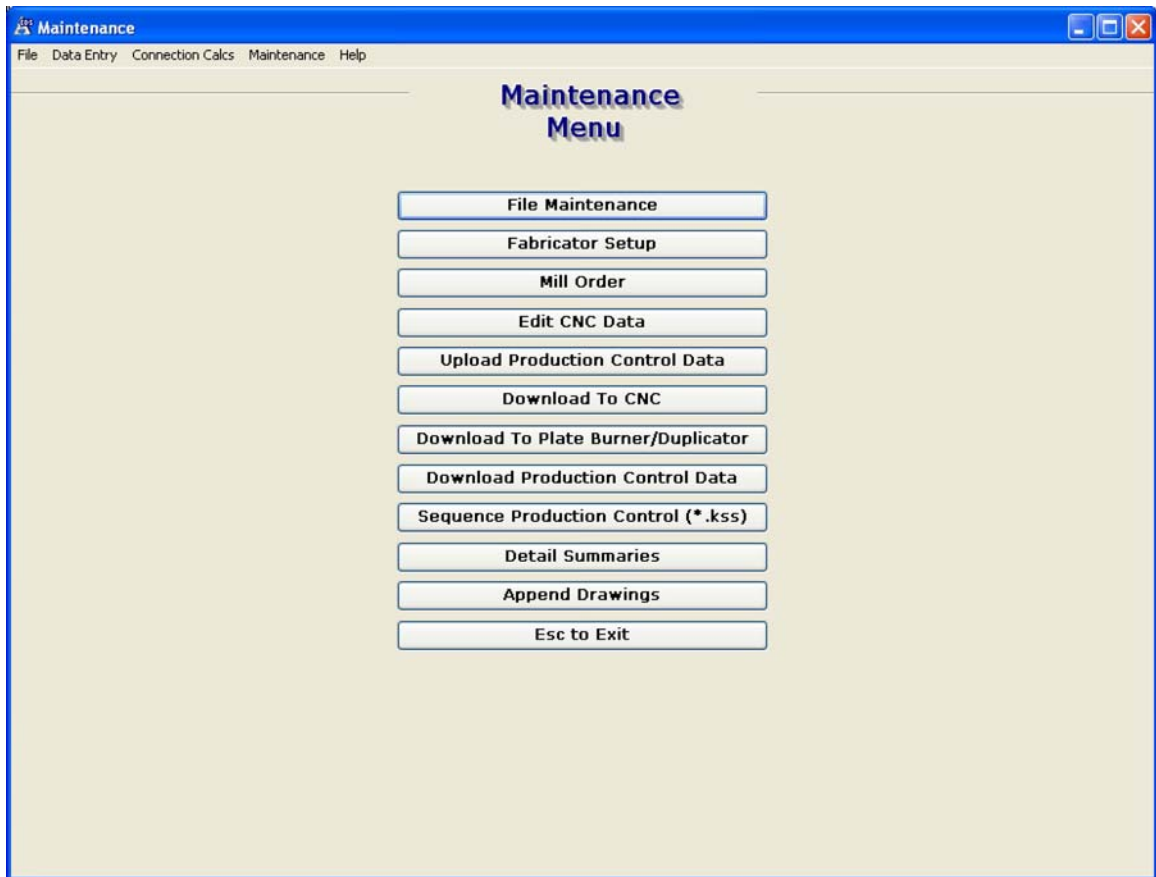 Maintenance
File Data Entry Connection Calcs Maintenance Help
Maintenance
Menu
File Maintenance
Fabricator Setup
Mill Order
Edit CNC Data
Upload Production Control Data
Download To CNC
Download To Plate Burner/Duplicator
Download Production Control Data
Sequence Production Control (*.kss)
Detail Summaries
Append Drawings
Esc to Exit